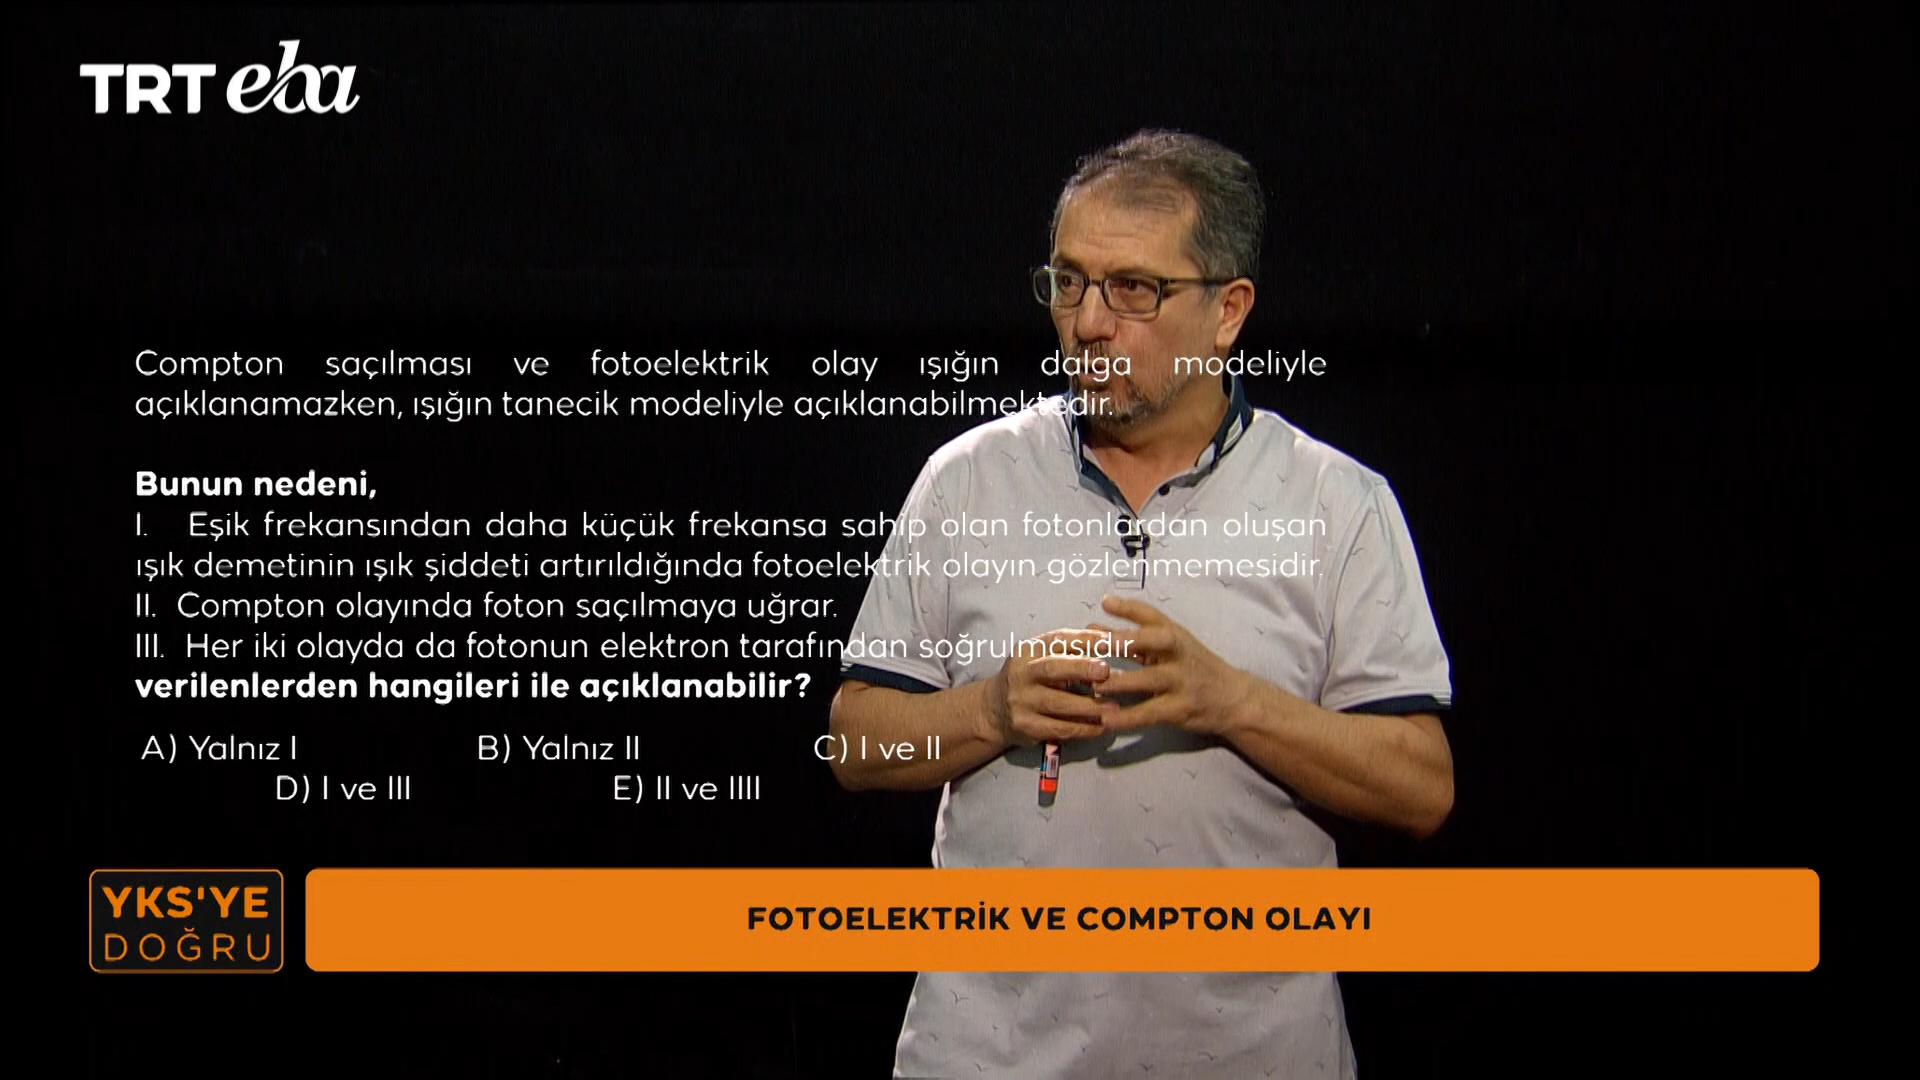 TRT eba
Compton saçılması ve fotoelektrik olay ışığın dalga modeliyle
açıklanamazken, ışığın tanecik modeliyle açıklanabilmektedir.
Bunun nedeni,
I. Eşik frekansından daha küçük frekansa sahip olan fotonlardan oluşan
ışık demetinin ışık şiddeti artırıldığında fotoelektrik olayın gözlenmemesidir.
II. Compton olayında foton saçılmaya uğrar.
III. Her iki olayda da fotonun elektron tarafından soğrulmasıdır.
verilenlerden hangileri ile açıklanabilir?
A) Yalnız I B) Yalnız II C) I ve II
D) I ve III E) II ve IIII
YKS'YE
DOĞRU
FOTOELEKTRİK VE COMPTON OLAYI